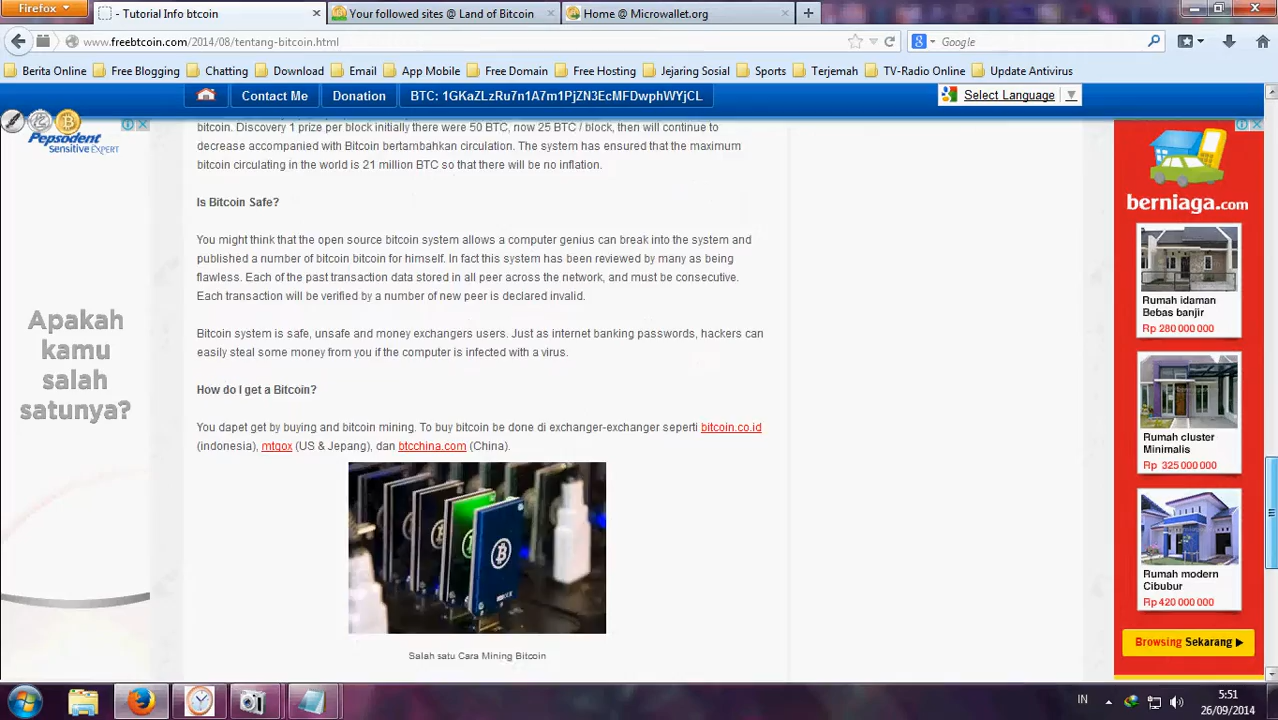 Firefox
- Tutorial Info btcoin
Your followed sites @ Land of Bitcoin
Home @ Microwallet.org
www.freebtcoin.com/2014/08/tentang-bitcoin.html
Google
Berita Online
Free Blogging
Chatting
Download
Email
App Mobile
Free Domain
Free Hosting
Jejaring Sosial
Sports
Terjemah
TV-Radio Online
Update Antivirus
Contact Me
Donation
BTC: 1GKaZLzRu7n1A7m1PjZN3EcMFDwphWYjCL
Select Language
Pepsodent
Sensitive EXPERT
Apakah
kamu
salah
satunya?
bitcoin. Discovery 1 prize per block initially there were 50 BTC, now 25 BTC / block, then will continue to
decrease accompanied with Bitcoin bertambahkan circulation. The system has ensured that the maximum
bitcoin circulating in the world is 21 million BTC so that there will be no inflation.
Is Bitcoin Safe?
You might think that the open source bitcoin system allows a computer genius can break into the system and
published a number of bitcoin bitcoin for himself. In fact this system has been reviewed by many as being
flawless. Each of the past transaction data stored in all peer across the network, and must be consecutive.
Each transaction will be verified by a number of new peer is declared invalid.
Bitcoin system is safe, unsafe and money exchangers users. Just as internet banking passwords, hackers can
easily steal some money from you if the computer is infected with a virus.
How do I get a Bitcoin?
You dapet get by buying and bitcoin mining. To buy bitcoin be done di exchanger-exchanger seperti bitcoin.co.id
(indonesia), mtgox (US & Jepang), dan btcchina.com (China).
Salah satu Cara Mining Bitcoin
berniaga.com
Rumah idaman
Bebas banjir
Rp 280 000 000
Rumah cluster
Minimalis
Rp 325 000 000
Rumah modern
Cibubur
Rp 420 000 000
Browsing Sekarang
IN
5:51
26/09/2014